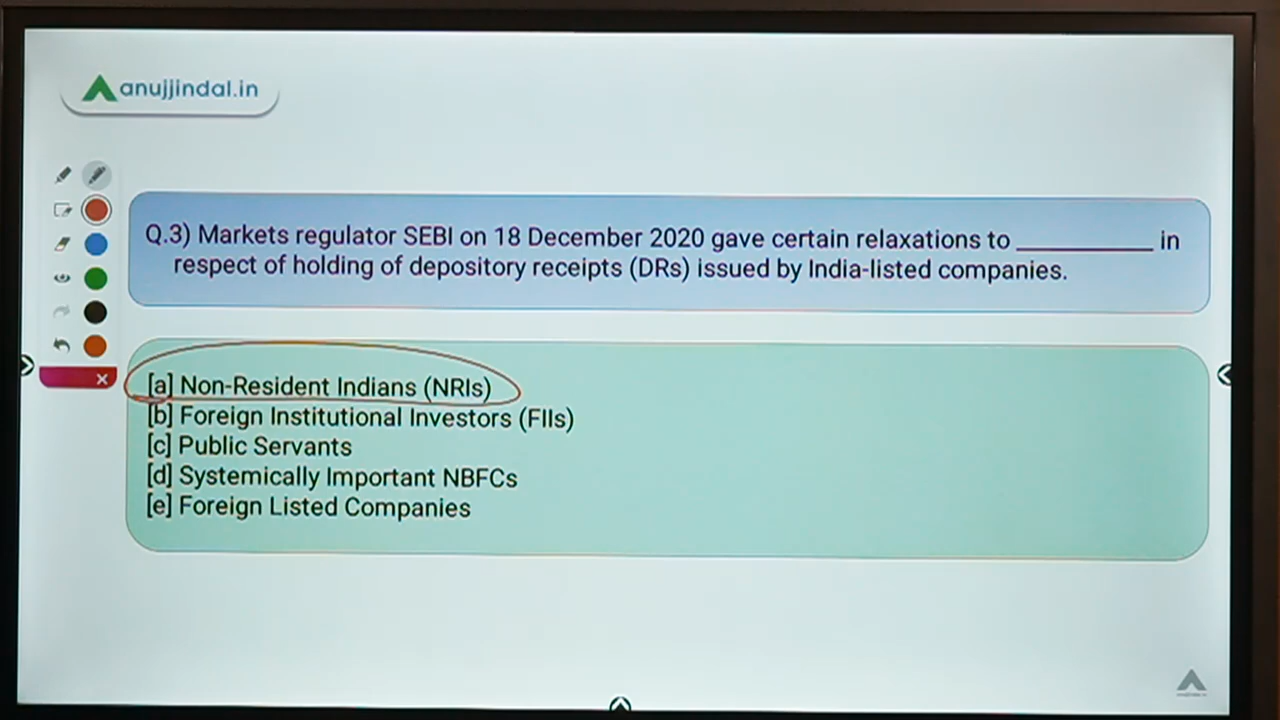 anujjindal.in
Q.3) Markets regulator SEBI on 18 December 2020 gave certain relaxations to ___________ in
respect of holding of depository receipts (DRs) issued by India-listed companies.
[a] Non-Resident Indians (NRIs)
[b] Foreign Institutional Investors (FIIs)
[c] Public Servants
[d] Systemically Important NBFCs
[e] Foreign Listed Companies